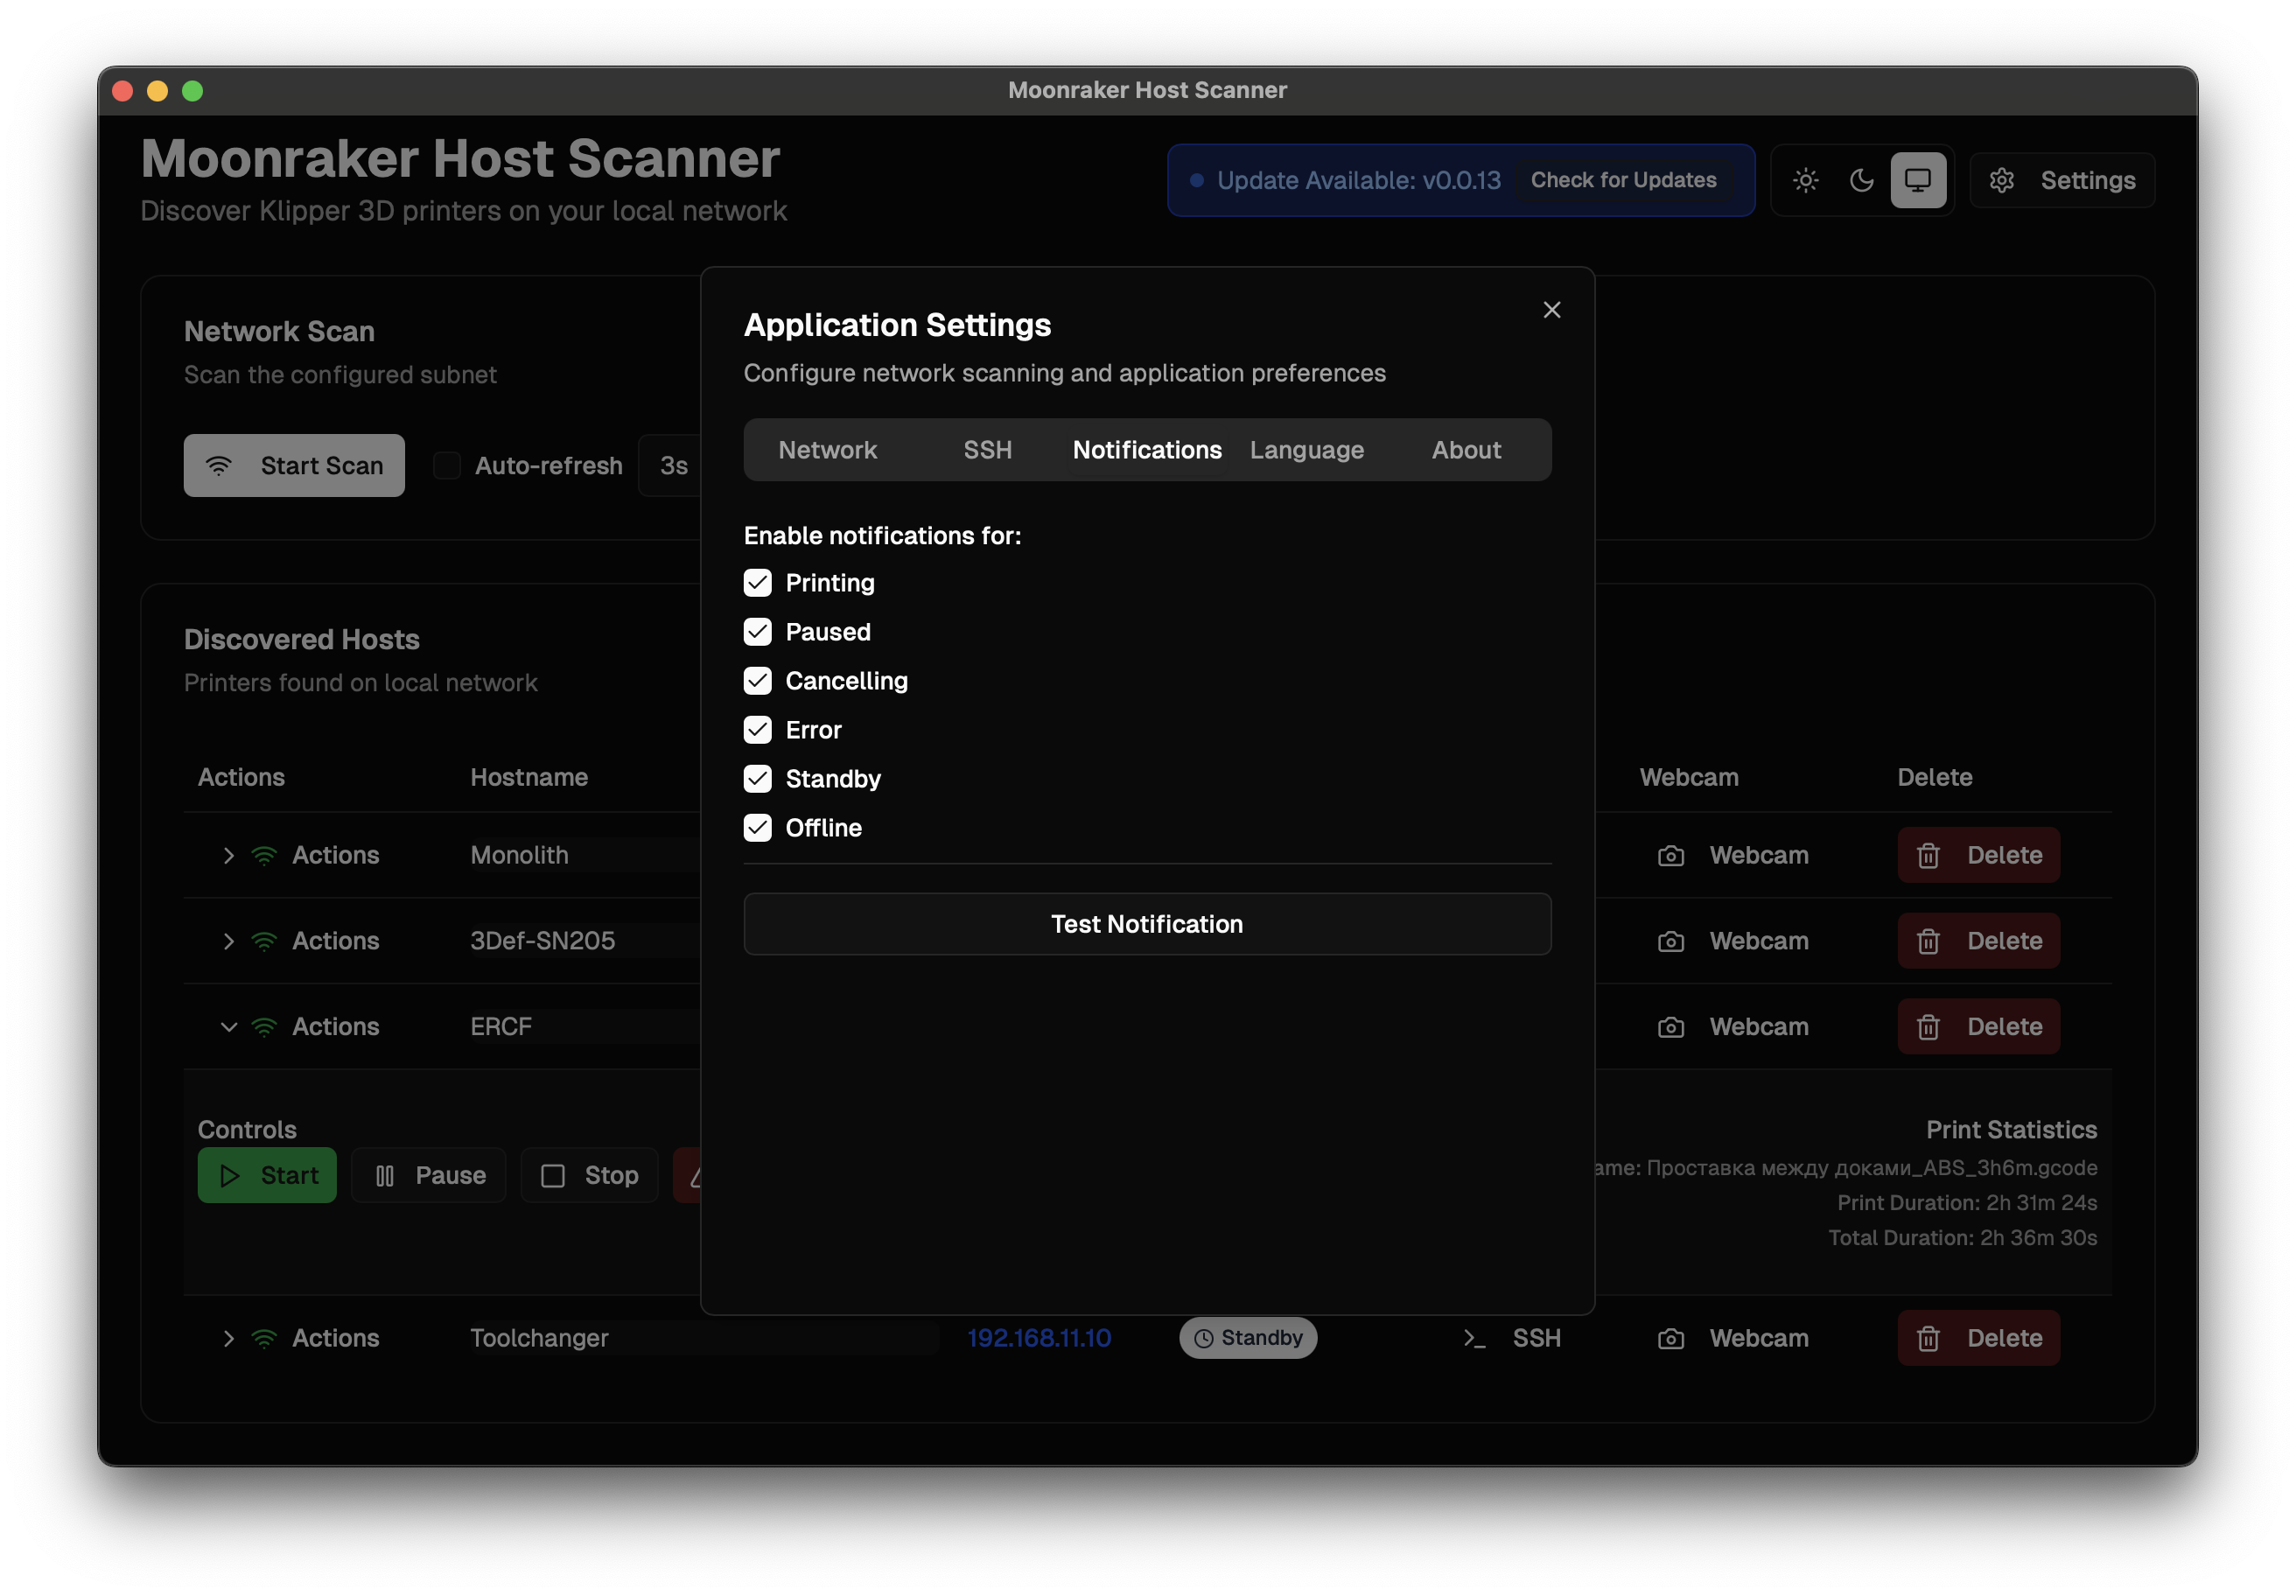 Moonraker Host Scanner
Moonraker Host Scanner
Discover Klipper 3D printers on your local network
Update Available: v0.0.13 Check for Updates
Settings
Network Scan
Scan the configured subnet
Start Scan Auto-refresh 3s
Application Settings
Configure network scanning and application preferences
Network SSH Notifications Language About
Enable notifications for:
Printing
Paused
Cancelling
Error
Standby
Offline
Test Notification
Discovered Hosts
Printers found on local network
Actions Hostname Webcam Delete
Actions Monolith Webcam Delete
Actions 3Def-SN205 Webcam Delete
Actions ERCF Webcam Delete
Controls
Start Pause Stop
Print Statistics
ame: Проставка между доками_ABS_3h6m.gcode
Print Duration: 2h 31m 24s
Total Duration: 2h 36m 30s
Actions Toolchanger 192.168.11.10 Standby SSH Webcam Delete